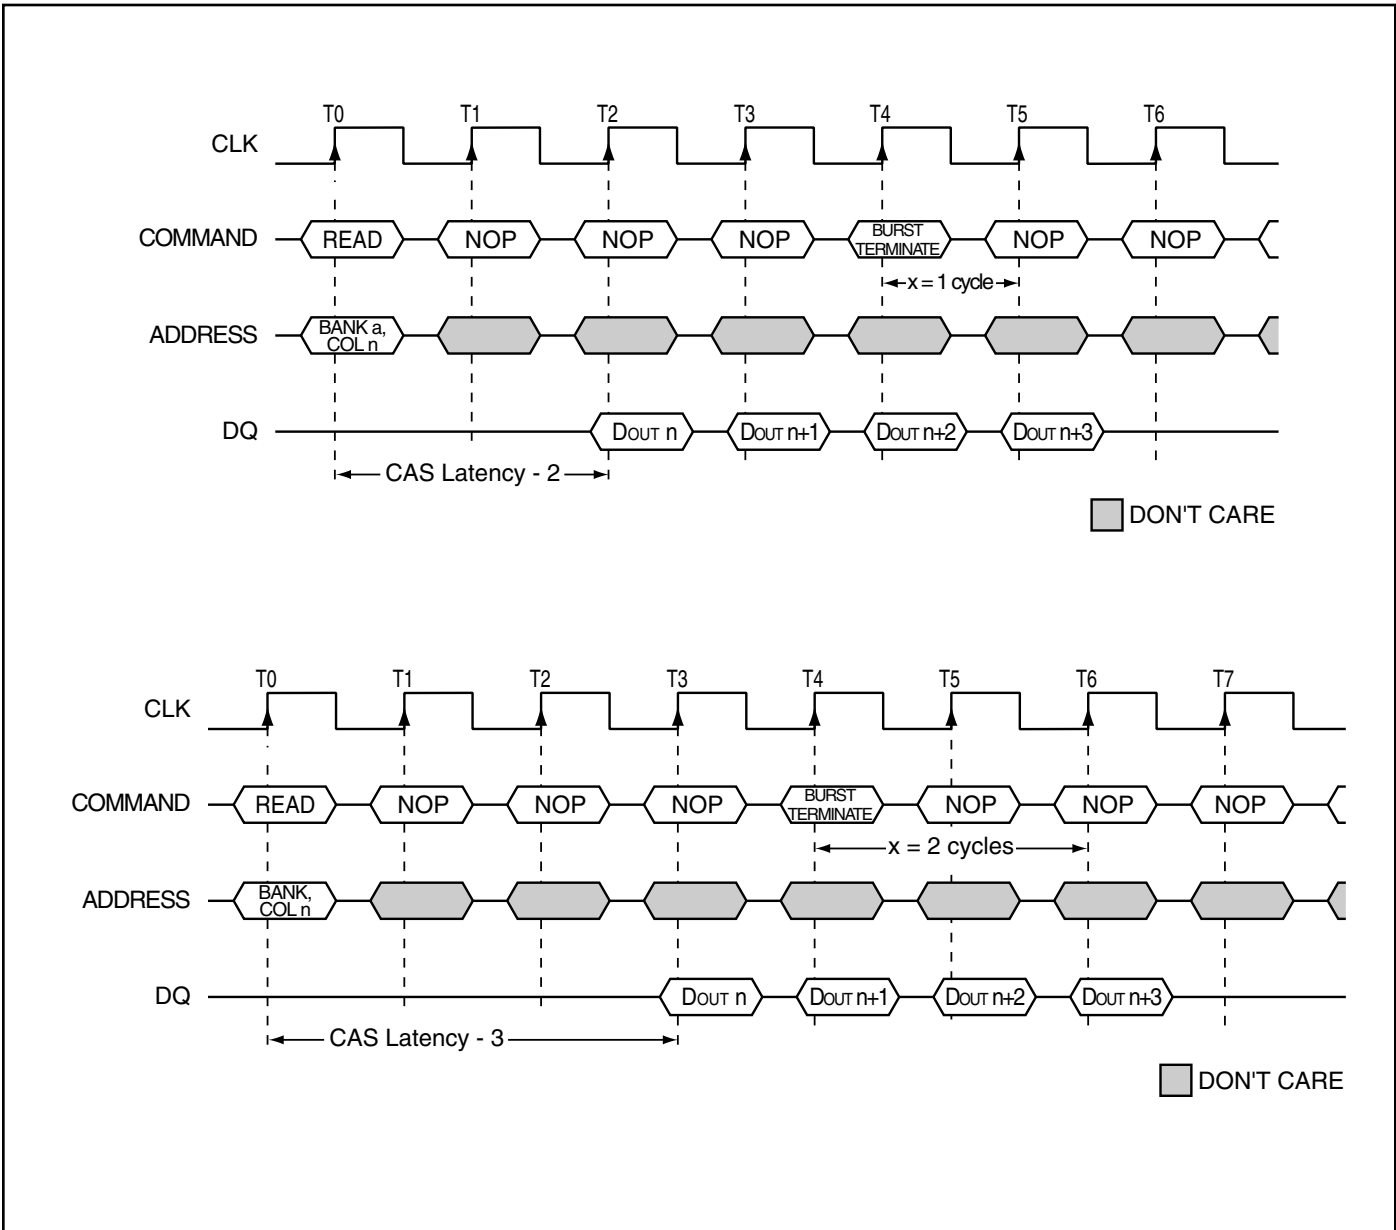 T0 T1 T2 T3 T4 T5 T6
CLK
COMMAND READ NOP NOP NOP BURST TERMINATE NOP NOP
x = 1 cycle
ADDRESS BANK a, COL n
DQ DOUT n DOUT n+1 DOUT n+2 DOUT n+3
CAS Latency - 2
DON'T CARE
T0 T1 T2 T3 T4 T5 T6 T7
CLK
COMMAND READ NOP NOP NOP BURST TERMINATE NOP NOP NOP
x = 2 cycles
ADDRESS BANK, COL n
DQ DOUT n DOUT n+1 DOUT n+2 DOUT n+3
CAS Latency - 3
DON'T CARE